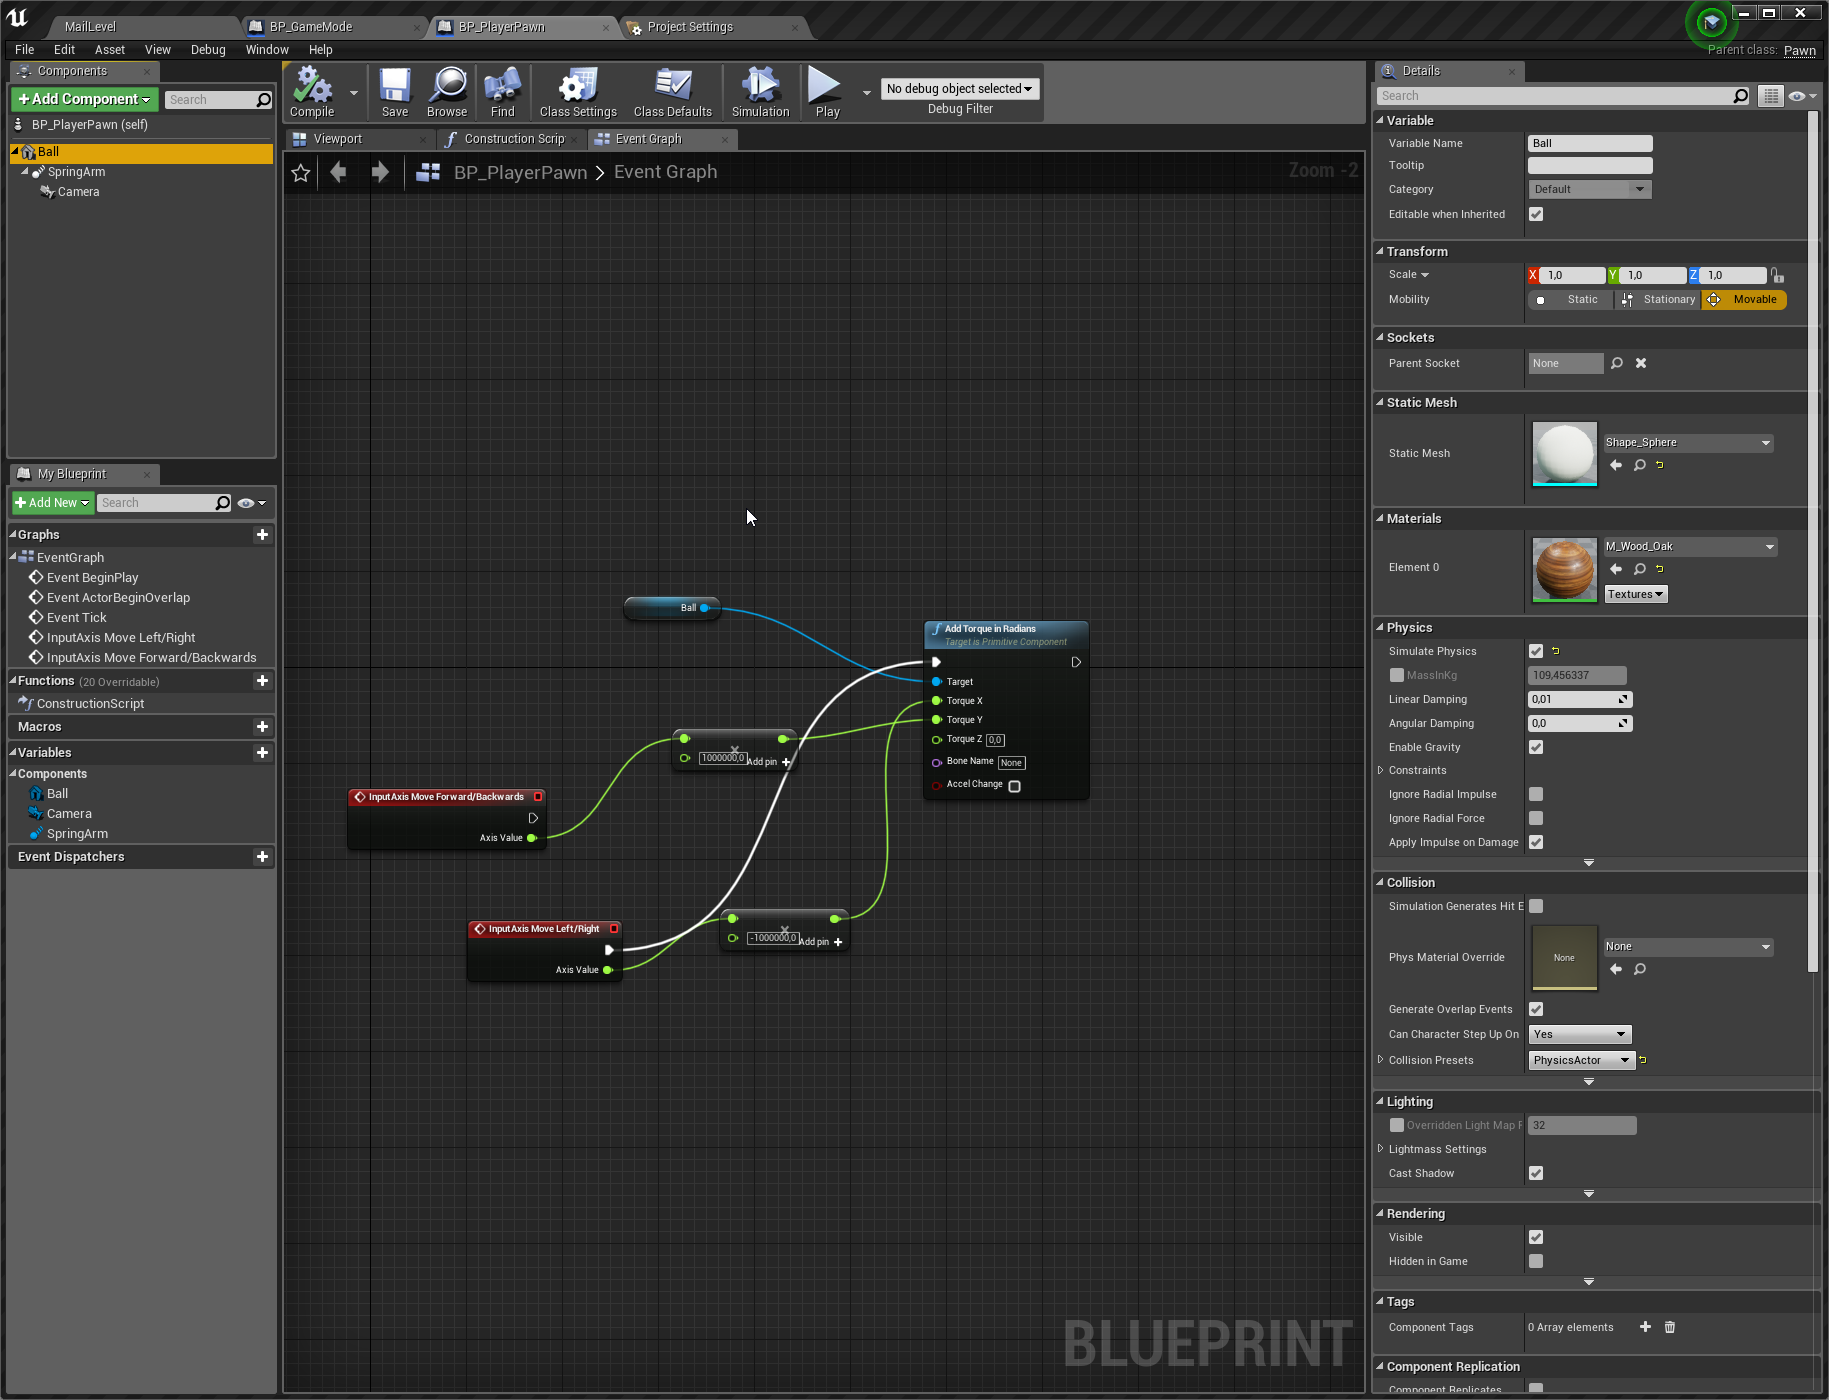 MailLevel
BP_GameMode
BP_PlayerPawn
Project Settings
File Edit Asset View Debug Window Help
Parent class: Pawn
Components
+ Add Component
Search
BP_PlayerPawn (self)
Ball
SpringArm
Camera
My Blueprint
+ Add New
Search
Graphs
EventGraph
Event BeginPlay
Event ActorBeginOverlap
Event Tick
InputAxis Move Left/Right
InputAxis Move Forward/Backwards
Functions (20 Overridable)
ConstructionScript
Macros
Variables
Components
Ball
Camera
SpringArm
Event Dispatchers
Compile
Save
Browse
Find
Class Settings
Class Defaults
Simulation
Play
No debug object selected
Debug Filter
Viewport
Construction Scrip
Event Graph
BP_PlayerPawn > Event Graph
Zoom -2
Ball
Add Torque in Radians
Target is Primitive Component
Target
Torque X
Torque Y
Torque Z 0,0
Bone Name None
Accel Change
1000000,0
Add pin +
InputAxis Move Forward/Backwards
Axis Value
InputAxis Move Left/Right
Axis Value
-1000000,0
Add pin +
BLUEPRINT
Details
Search
Variable
Variable Name Ball
Tooltip
Category Default
Editable when Inherited
Transform
Scale X 1,0 Y 1,0 Z 1,0
Mobility Static Stationary Movable
Sockets
Parent Socket None
Static Mesh
Static Mesh Shape_Sphere
Materials
Element 0 M_Wood_Oak
Textures
Physics
Simulate Physics
MassInKg 109,456337
Linear Damping 0,01
Angular Damping 0,0
Enable Gravity
Constraints
Ignore Radial Impulse
Ignore Radial Force
Apply Impulse on Damage
Collision
Simulation Generates Hit E
Phys Material Override None None
Generate Overlap Events
Can Character Step Up On Yes
Collision Presets PhysicsActor
Lighting
Overridden Light Map F 32
Lightmass Settings
Cast Shadow
Rendering
Visible
Hidden in Game
Tags
Component Tags 0 Array elements
Component Replication
Component Replicates